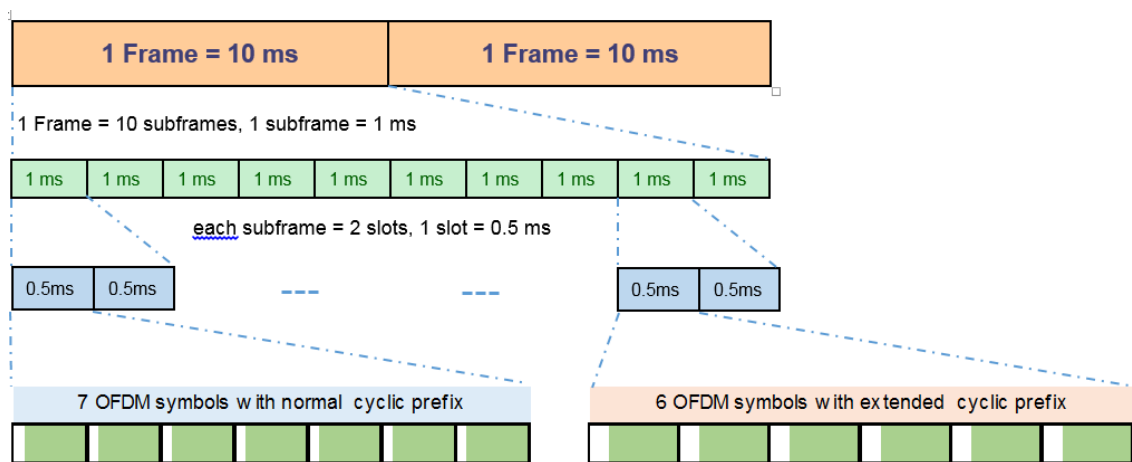 1 Frame = 10 ms 1 Frame = 10 ms
1 Frame = 10 subframes, 1 subframe = 1 ms
1 ms 1 ms 1 ms 1 ms 1 ms 1 ms 1 ms 1 ms 1 ms 1 ms
each subframe = 2 slots, 1 slot = 0.5 ms
0.5ms 0.5ms 0.5ms 0.5ms
7 OFDM symbols with normal cyclic prefix 6 OFDM symbols with extended cyclic prefix